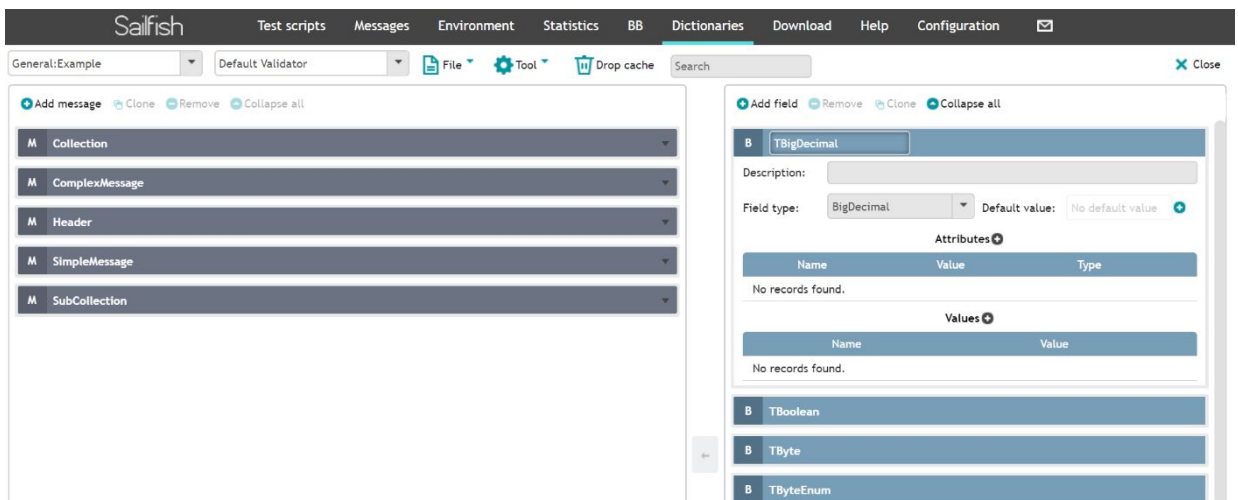 Sailfish Test scripts Messages Environment Statistics BB Dictionaries Download Help Configuration
General:Example Default Validator File Tool Drop cache Search Close
Add message Clone Remove Collapse all
M Collection
M ComplexMessage
M Header
M SimpleMessage
M SubCollection
Add field Remove Clone Collapse all
B TBigDecimal
Description:
Field type: BigDecimal Default value: No default value
Attributes
Name Value Type
No records found.
Values
Name Value
No records found.
B TBoolean
B TByte
B TByteEnum